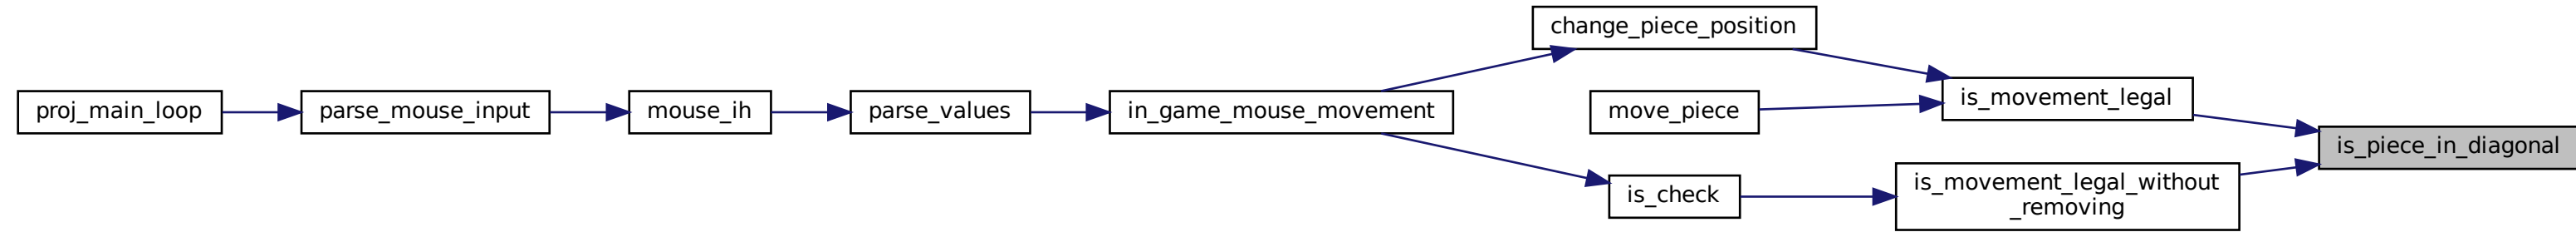 proj_main_loop
parse_mouse_input
mouse_ih
parse_values
in_game_mouse_movement
change_piece_position
move_piece
is_check
is_movement_legal
is_movement_legal_without
_removing
is_piece_in_diagonal